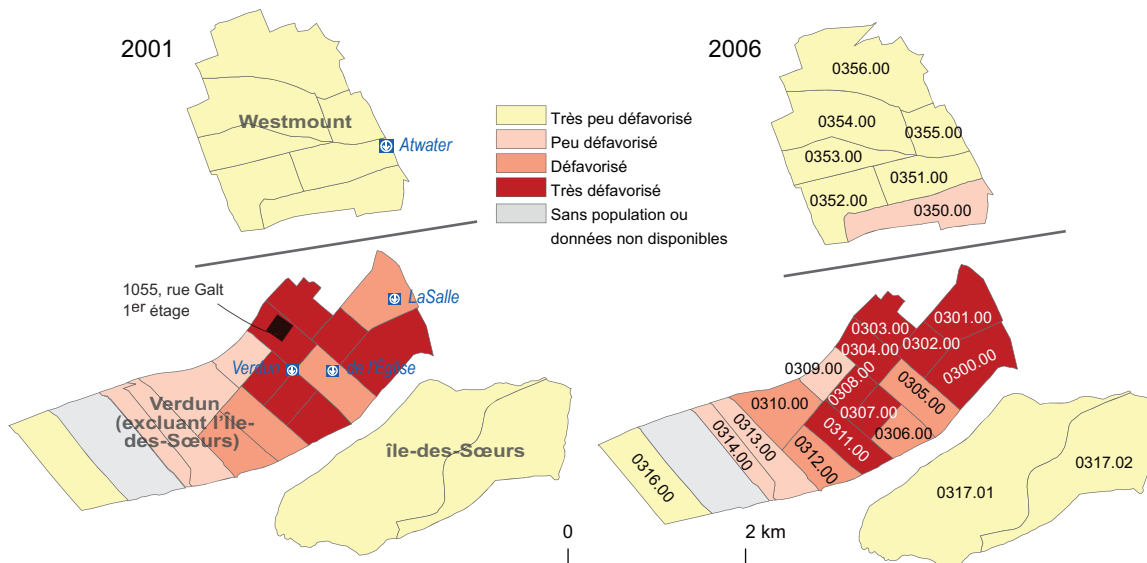 2001
Westmount
Atwater
Très peu défavorisé
Peu défavorisé
Défavorisé
Très défavorisé
Sans population ou
données non disponibles
2006
0356.00
0354.00
0355.00
0353.00
0351.00
0352.00
0350.00
1055, rue Galt
1er étage
LaSalle
Verdun
de l'Église
Verdun
(excluant l'Île-
des-Sœurs)
île-des-Sœurs
0301.00
0303.00
0302.00
0304.00
0300.00
0309.00
0308.00
0305.00
0310.00
0307.00
0306.00
0311.00
0313.00
0314.00
0312.00
0316.00
0317.02
0317.01
0
2 km